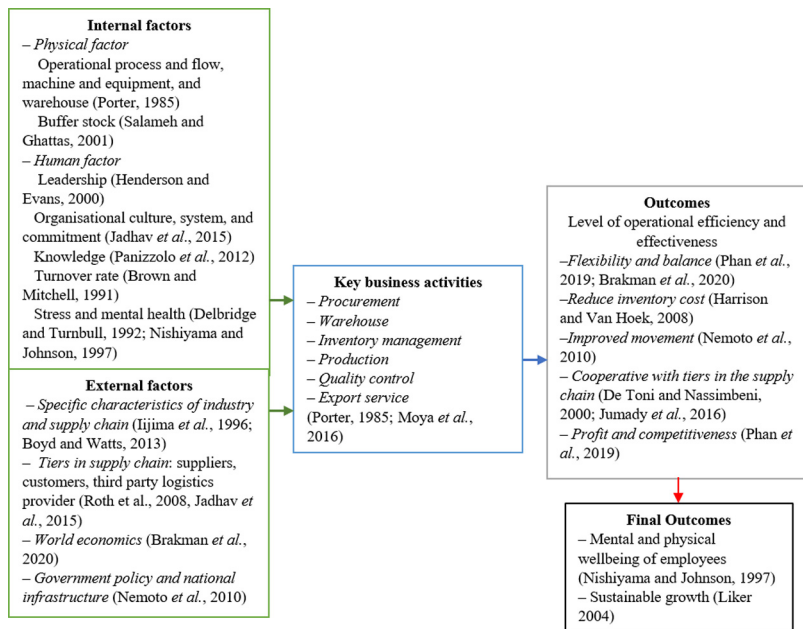 Internal factors
– Physical factor
Operational process and flow,
machine and equipment, and
warehouse (Porter, 1985)
Buffer stock (Salameh and
Ghattas, 2001)
– Human factor
Leadership (Henderson and
Evans, 2000)
Organisational culture, system, and
commitment (Jadhav et al., 2015)
Knowledge (Panizzolo et al., 2012)
Turnover rate (Brown and
Mitchell, 1991)
Stress and mental health (Delbridge
and Turnbull, 1992; Nishiyama and
Johnson, 1997)
External factors
– Specific characteristics of industry
and supply chain (Iijima et al., 1996;
Boyd and Watts, 2013)
– Tiers in supply chain: suppliers,
customers, third party logistics
provider (Roth et al., 2008, Jadhav et
al., 2015)
– World economics (Brakman et al.,
2020)
– Government policy and national
infrastructure (Nemoto et al., 2010)
Key business activities
– Procurement
– Warehouse
– Inventory management
– Production
– Quality control
– Export service
(Porter, 1985; Moya et al.,
2016)
Outcomes
Level of operational efficiency and
effectiveness
–Flexibility and balance (Phan et al.,
2019; Brakman et al., 2020)
–Reduce inventory cost (Harrison
and Van Hoek, 2008)
–Improved movement (Nemoto et al.,
2010)
– Cooperative with tiers in the supply
chain (De Toni and Nassimbeni,
2000; Jumady et al., 2016)
– Profit and competitiveness (Phan et
al., 2019)
Final Outcomes
– Mental and physical
wellbeing of employees
(Nishiyama and Johnson, 1997)
– Sustainable growth (Liker
2004)